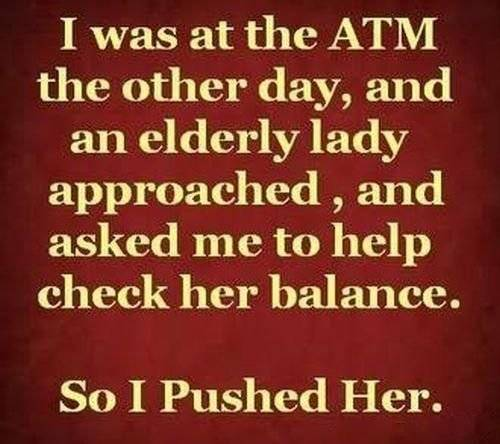 I was at the ATM
the other day, and
an elderly lady
approached , and
asked me to help
check her balance.
So I Pushed Her.